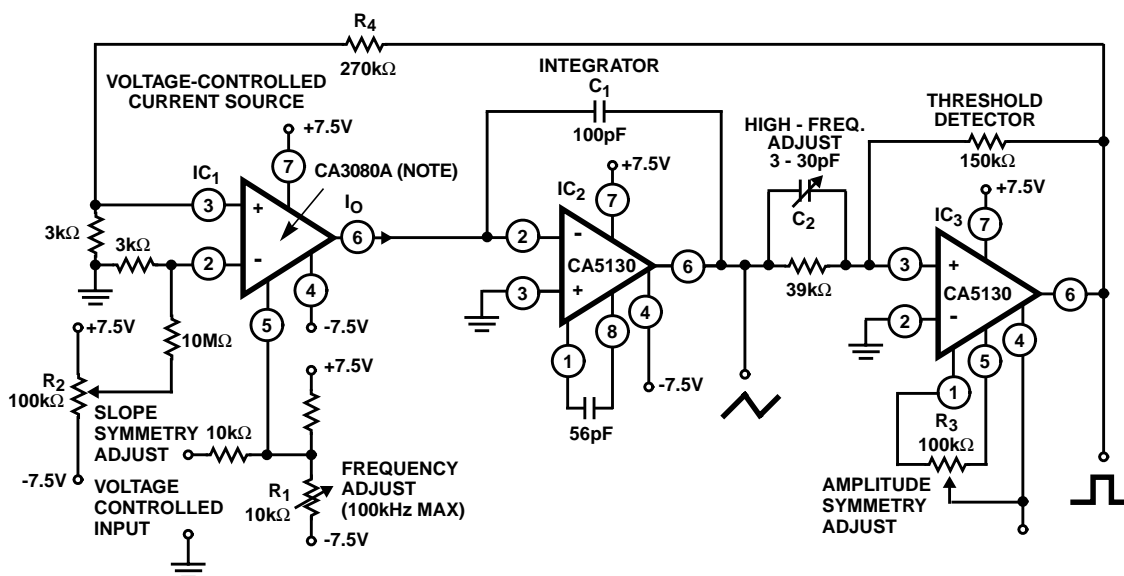 R4
270kΩ
VOLTAGE-CONTROLLED
CURRENT SOURCE
+7.5V
7
IC1
CA3080A (NOTE)
3
+
IO
6
3kΩ
3kΩ
2
-
4
-7.5V
5
+7.5V
10MΩ
R2
100kΩ
-7.5V
SLOPE
SYMMETRY
ADJUST
10kΩ
VOLTAGE
CONTROLLED
INPUT
+7.5V
R1
10kΩ
FREQUENCY
ADJUST
(100kHz MAX)
-7.5V
INTEGRATOR
C1
100pF
+7.5V
IC2
7
2
-
CA5130
6
3
+
8
4
1
-7.5V
56pF
HIGH - FREQ.
ADJUST
3 - 30pF
C2
39kΩ
THRESHOLD
DETECTOR
150kΩ
+7.5V
IC3
7
3
+
CA5130
6
2
-
4
5
1
R3
100kΩ
AMPLITUDE
SYMMETRY
ADJUST